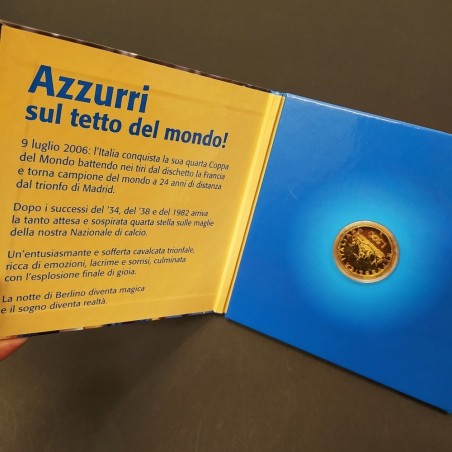 Azzurri
sul tetto del mondo!
9 luglio 2006: l'Italia conquista la sua quarta Coppa
del Mondo battendo nei tiri dal dischetto la Francia
e torna campione del mondo a 24 anni di distanza
dal trionfo di Madrid.
Dopo i successi del '34, del '38 e del 1982 arriva
la tanto attesa e sospirata quarta stella sulle maglie
della nostra Nazionale di calcio.
Un'entusiasmante e sofferta cavalcata trionfale,
ricca di emozioni, lacrime e sorrisi, culminata
con l'esplosione finale di gioia.
La notte di Berlino diventa magica
e il sogno diventa realtà.